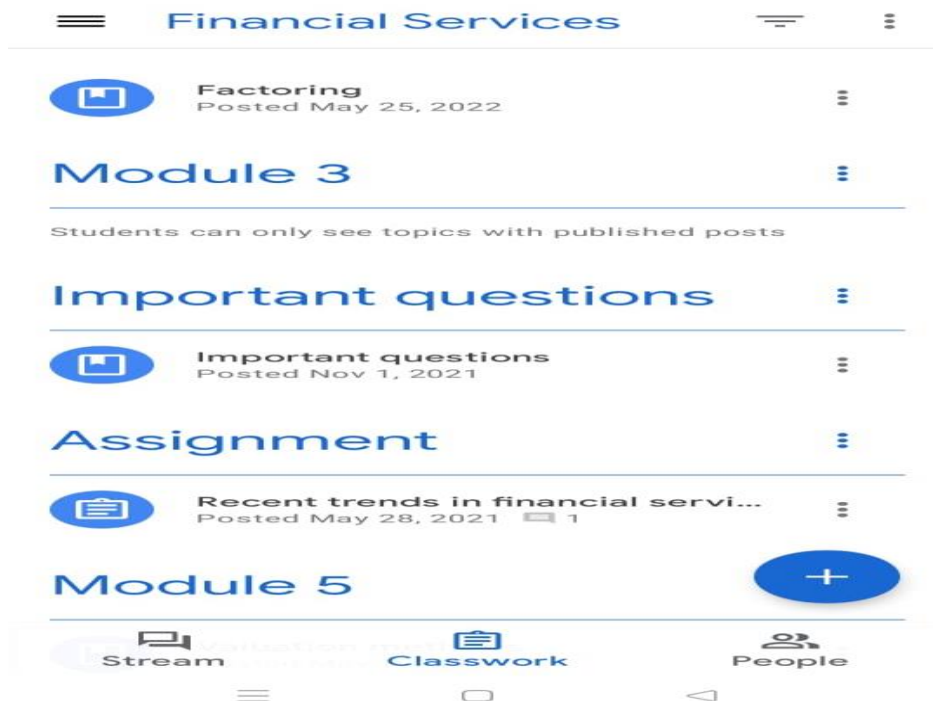 Financial Services
Factoring
Posted May 25, 2022
Module 3
Students can only see topics with published posts
Important questions
Important questions
Posted Nov 1, 2021
Assignment
Recent trends in financial servi...
Posted May 28, 2021 1
Module 5
Stream Classwork People